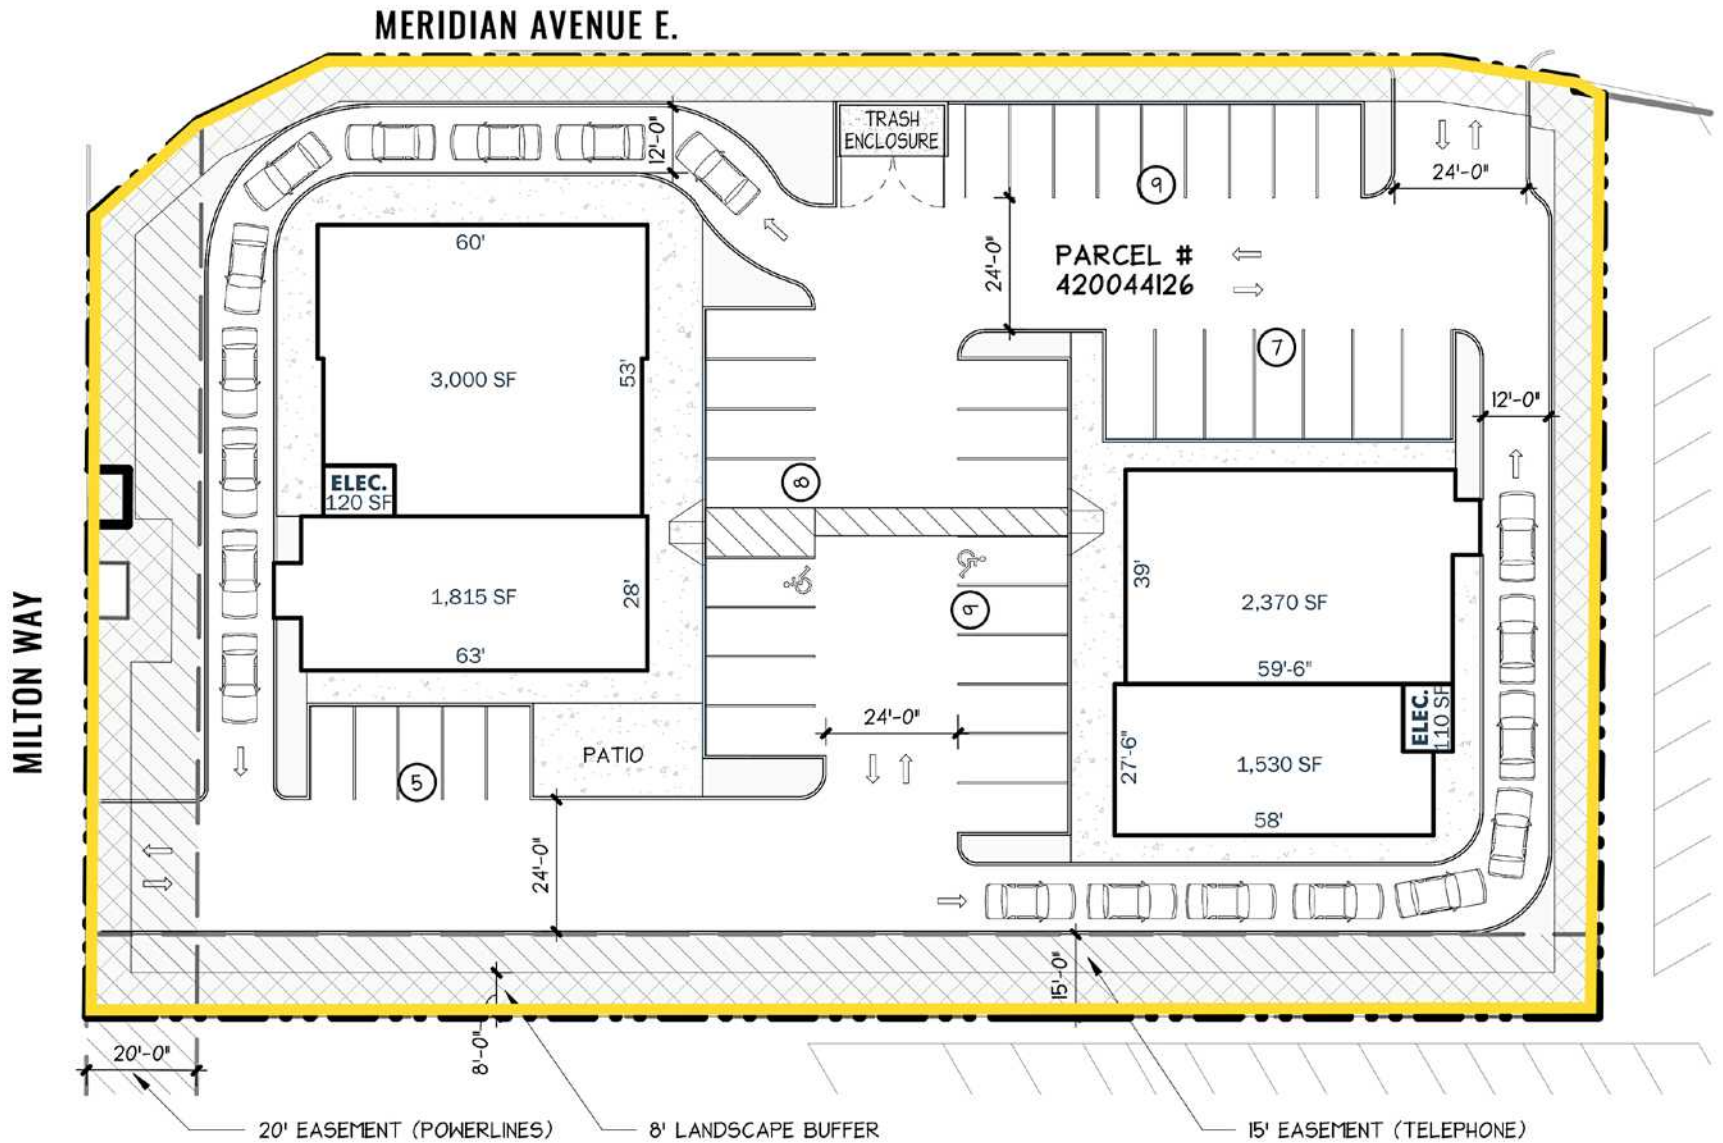 MERIDIAN AVENUE E.
TRASH
ENCLOSURE
12'-0"
9
24'-0"
60'
24'-0"
PARCEL #
420044126
7
3,000 SF
53'
12'-0"
ELEC.
120 SF
8
MILTON WAY
1,815 SF
28'
63'
9
39'
2,370 SF
59'-6"
24'-0"
PATIO
5
27'-6"
1,530 SF
ELEC.
110 SF
58'
24'-0"
15'-0"
8'-0"
20'-0"
20' EASEMENT (POWERLINES)
8' LANDSCAPE BUFFER
15' EASEMENT (TELEPHONE)